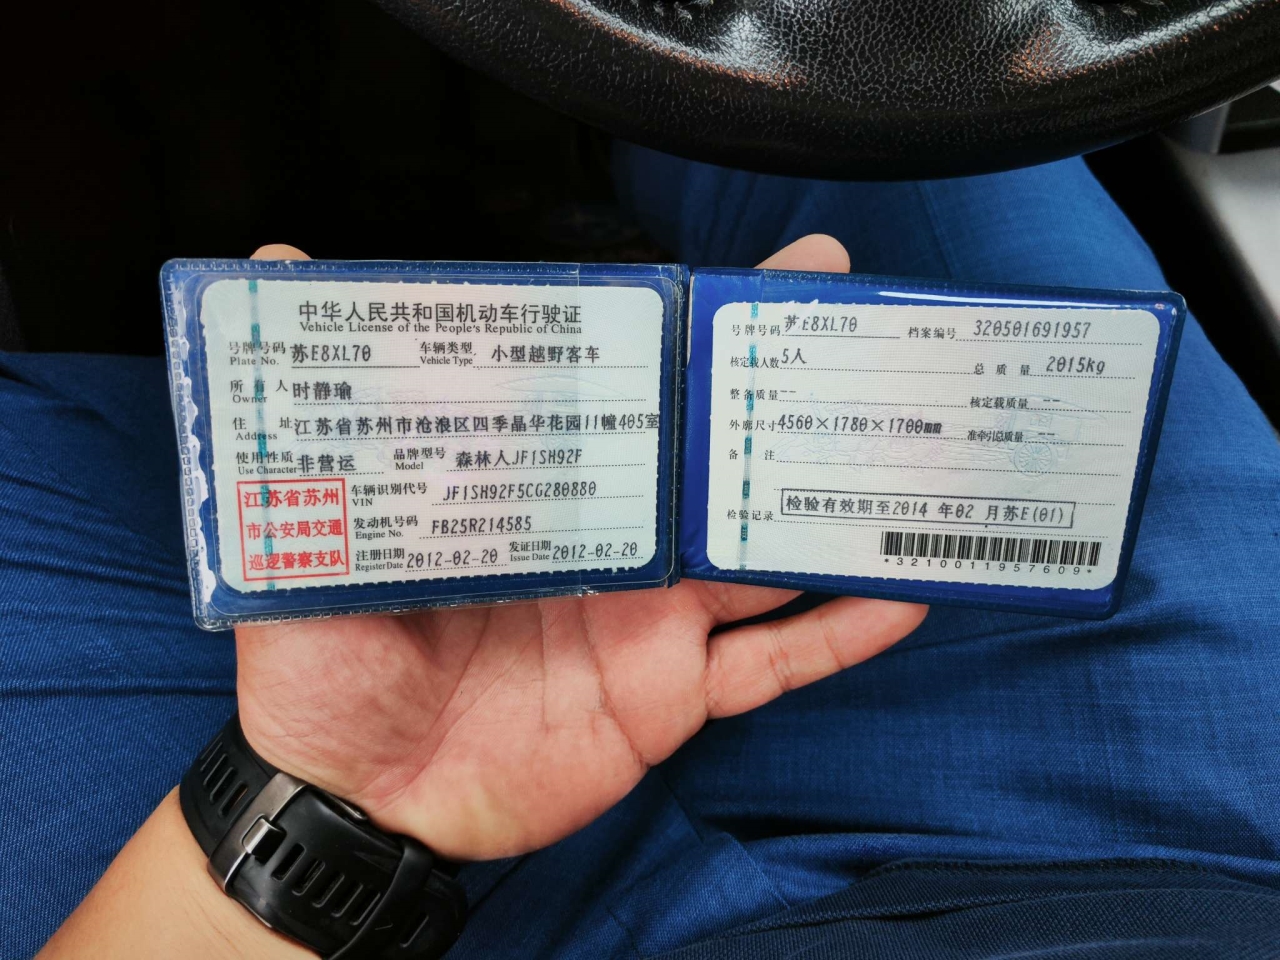 中华人民共和国机动车行驶证
Vehicle License of the People's Republic of China
号牌号码 苏E8XL70 车辆类型 小型越野客车
Plate No. Vehicle Type
所有人 时静瑜
Owner
住址 江苏省苏州市沧浪区四季晶华花园11幢405室
Address
使用性质 非营运 品牌型号 森林人JF1SH92F
Use Character Model
江苏省苏州
市公安局交通
巡逻警察支队
车辆识别代号 JF1SH92F5CG280880
VIN
发动机号码 FB25R214585
Engine No.
注册日期 2012-02-20 发证日期 2012-02-20
Register Date Issue Date
号牌号码 苏E8XL70 档案编号 320501691957
核定载人数 5人 总质量 2015kg
整备质量 -- 核定载质量 --
外廓尺寸 4560×1780×1700mm 准牵引总质量 --
备注
检验记录 检验有效期至2014年02月苏E(01)
*3210011957609*